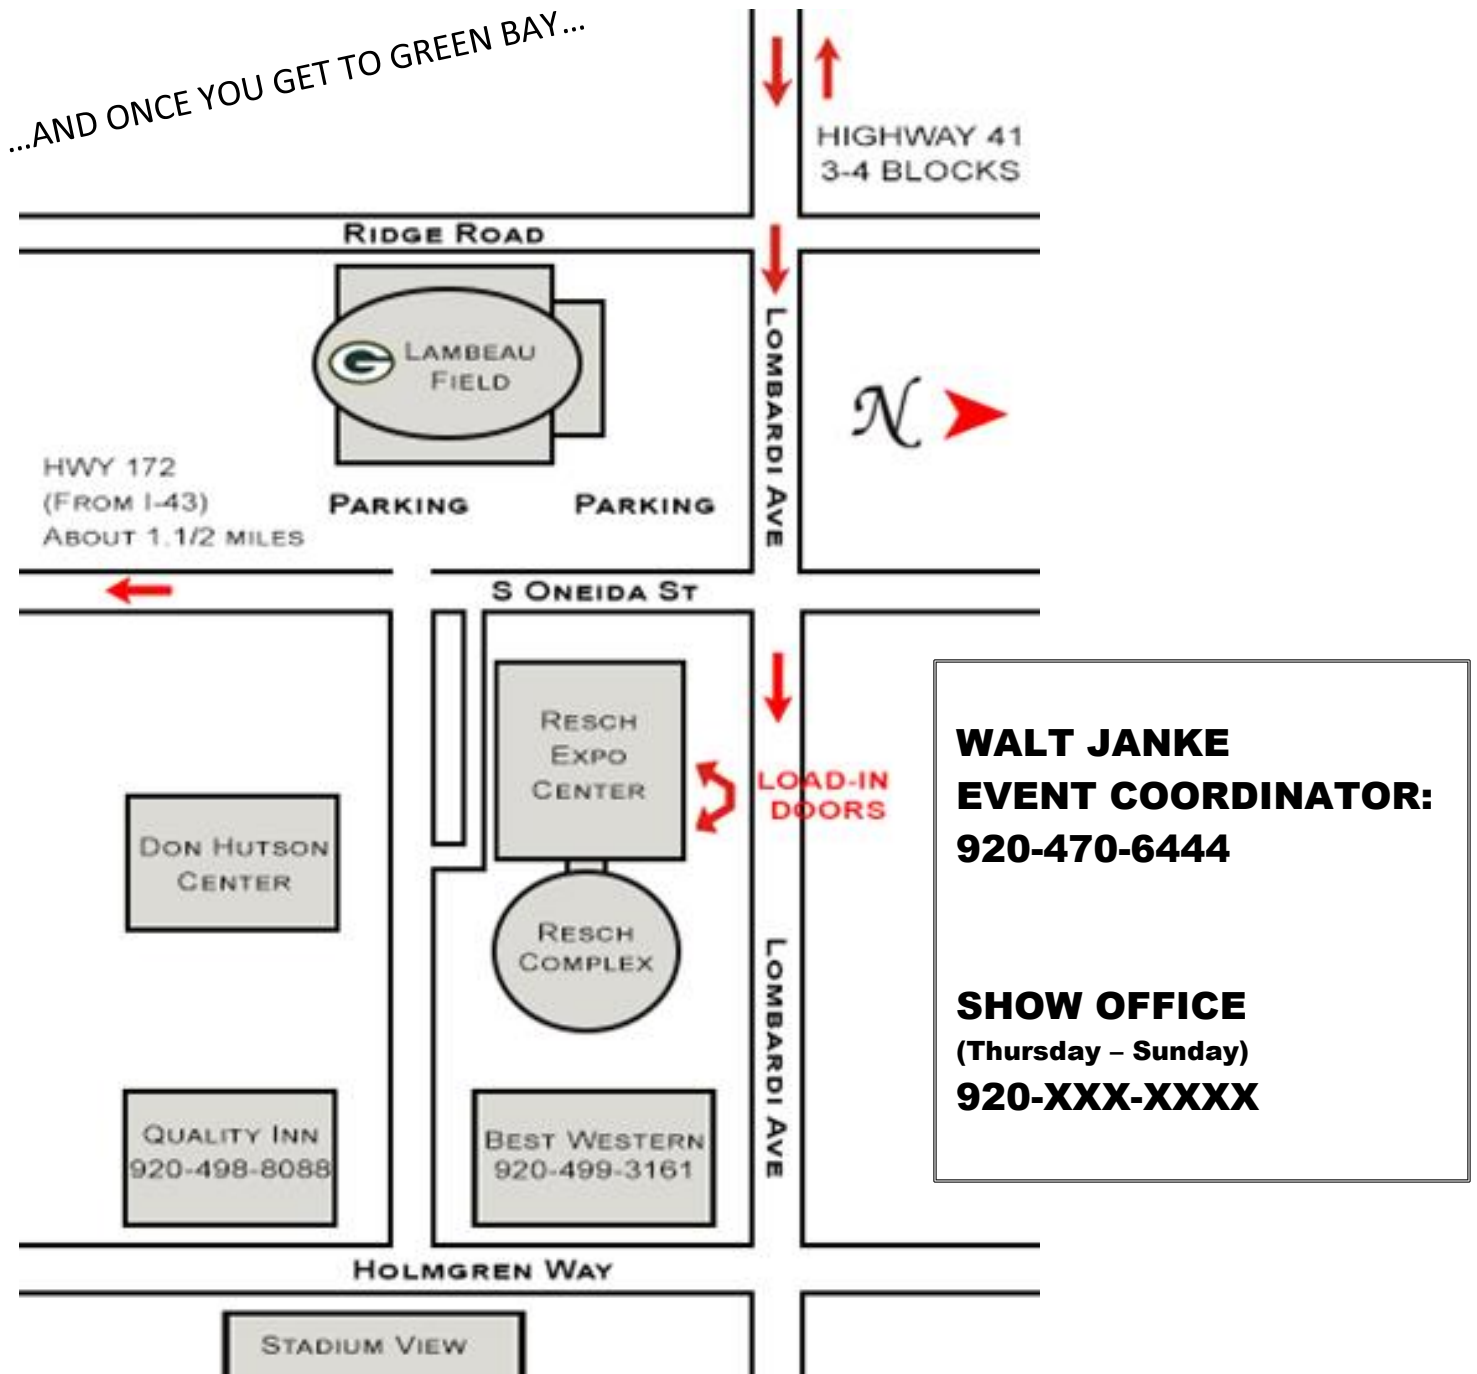 …AND ONCE YOU GET TO GREEN BAY…
HIGHWAY 41
3-4 BLOCKS
RIDGE ROAD
LAMBEAU
FIELD
LOMBARDI AVE
N
HWY 172
(FROM I-43)
ABOUT 1.1/2 MILES
PARKING
PARKING
S ONEIDA ST
RESCH
EXPO
CENTER
LOAD-IN
DOORS
DON HUTSON
CENTER
RESCH
COMPLEX
LOMBARDI AVE
QUALITY INN
920-498-8088
BEST WESTERN
920-499-3161
HOLMGREN WAY
STADIUM VIEW
WALT JANKE
EVENT COORDINATOR:
920-470-6444
SHOW OFFICE
(Thursday – Sunday)
920-XXX-XXXX